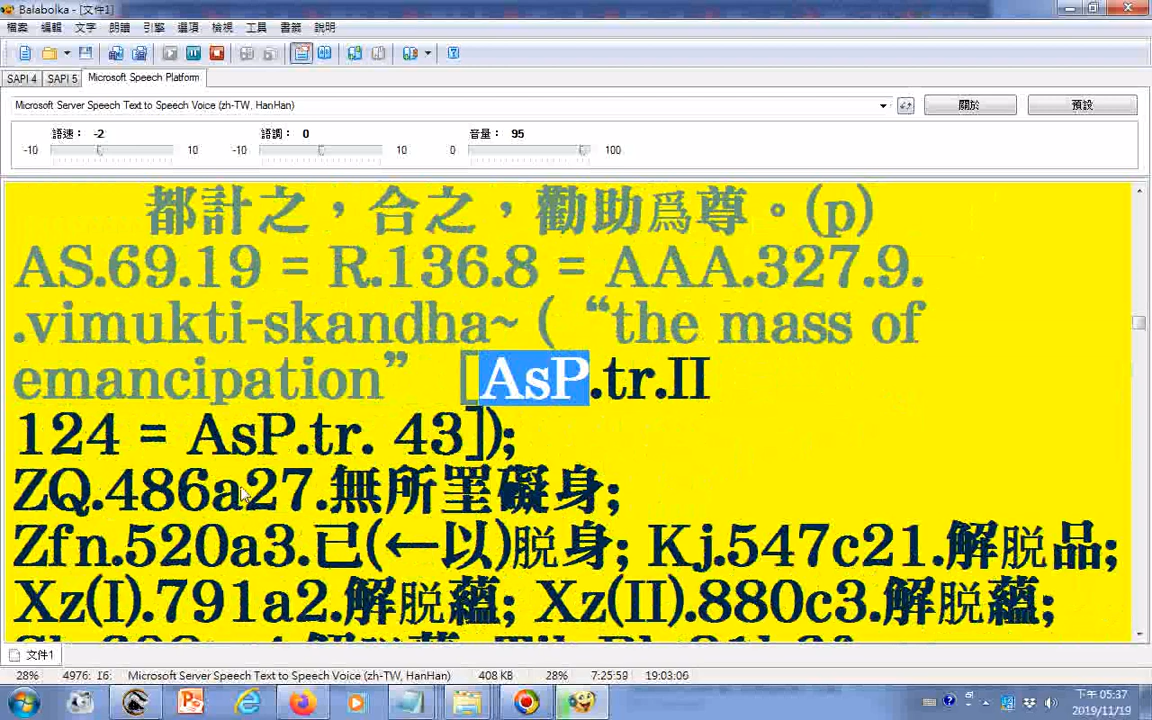 Balabolka - [文件1]
檔案 編輯 文字 朗讀 引擎 選項 檢視 工具 書籤 說明
SAPI 4 SAPI 5 Microsoft Speech Platform
Microsoft Server Speech Text to Speech Voice (zh-TW, HanHan) 關於 預設
語速： -2 語調： 0 音量： 95
-10 10 -10 10 0 100
都計之，合之，勸助爲尊。(p)
AS.69.19 = R.136.8 = AAA.327.9.
.vimukti-skandha~ (“the mass of
emancipation” [AsP.tr.II
124 = AsP.tr. 43]);
ZQ.486a27.無所罣礙身;
Zfn.520a3.已(←以)脱身; Kj.547c21.解脱品;
Xz(I).791a2.解脱蘊; Xz(II).880c3.解脱蘊;
文件1
28% 4976: 16: Microsoft Server Speech Text to Speech Voice (zh-TW, HanHan) 408 KB 28% 7:25:59 19:03:06
下午 05:37
2019/11/19